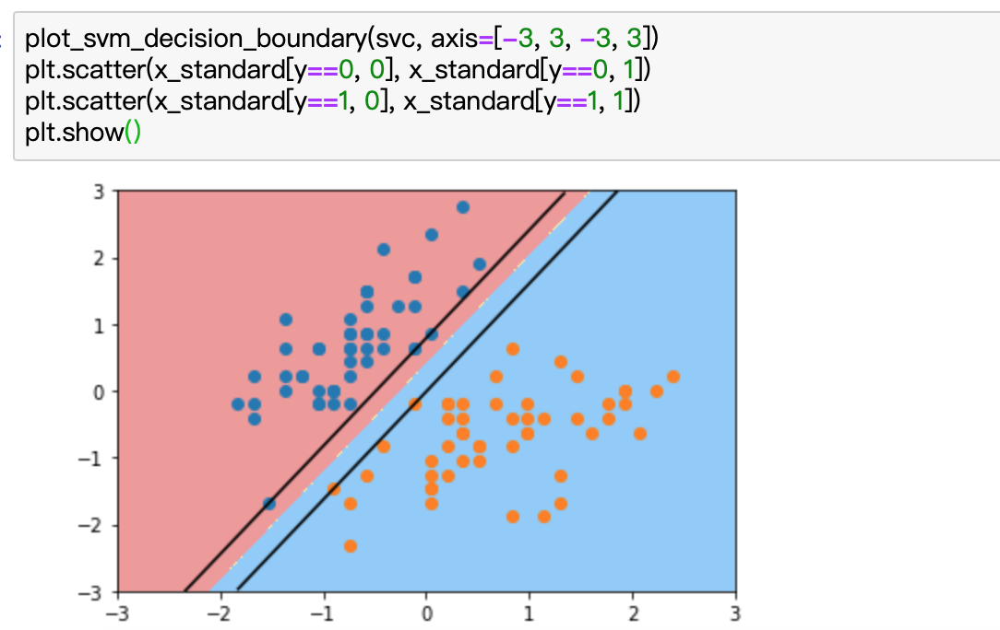 :
plot_svm_decision_boundary(svc, axis=[-3, 3, -3, 3])
plt.scatter(x_standard[y==0, 0], x_standard[y==0, 1])
plt.scatter(x_standard[y==1, 0], x_standard[y==1, 1])
plt.show()
3
2
1
0
-1
-2
-3
-3 -2 -1 0 1 2 3